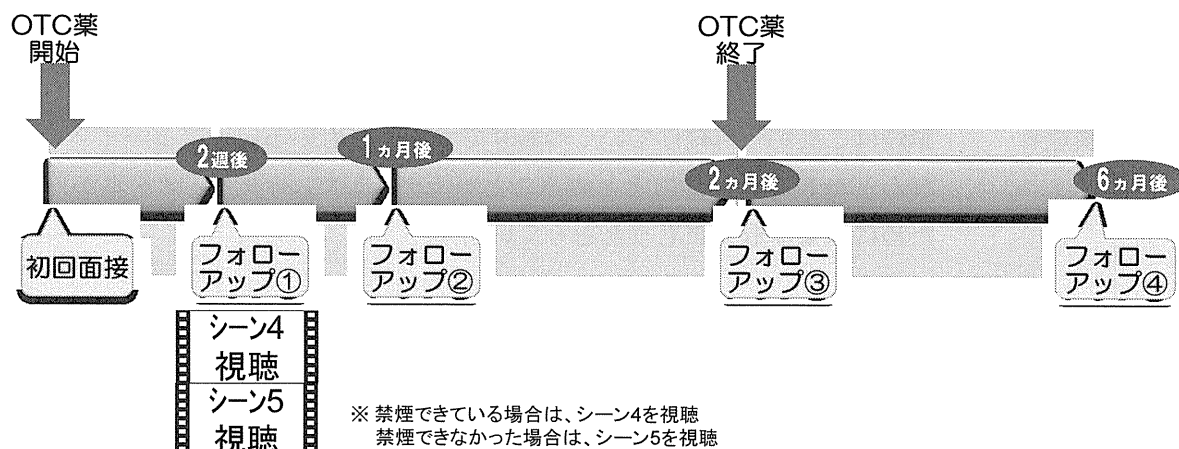 OTC薬
開始
OTC薬
終了
2週後
1ヵ月後
2ヵ月後
6ヵ月後
初回面接
フォロー
アップ①
フォロー
アップ②
フォロー
アップ③
フォロー
アップ④
シーン4
視聴
シーン5
視聴
※ 禁煙できている場合は、シーン4を視聴
禁煙できなかった場合は、シーン5を視聴